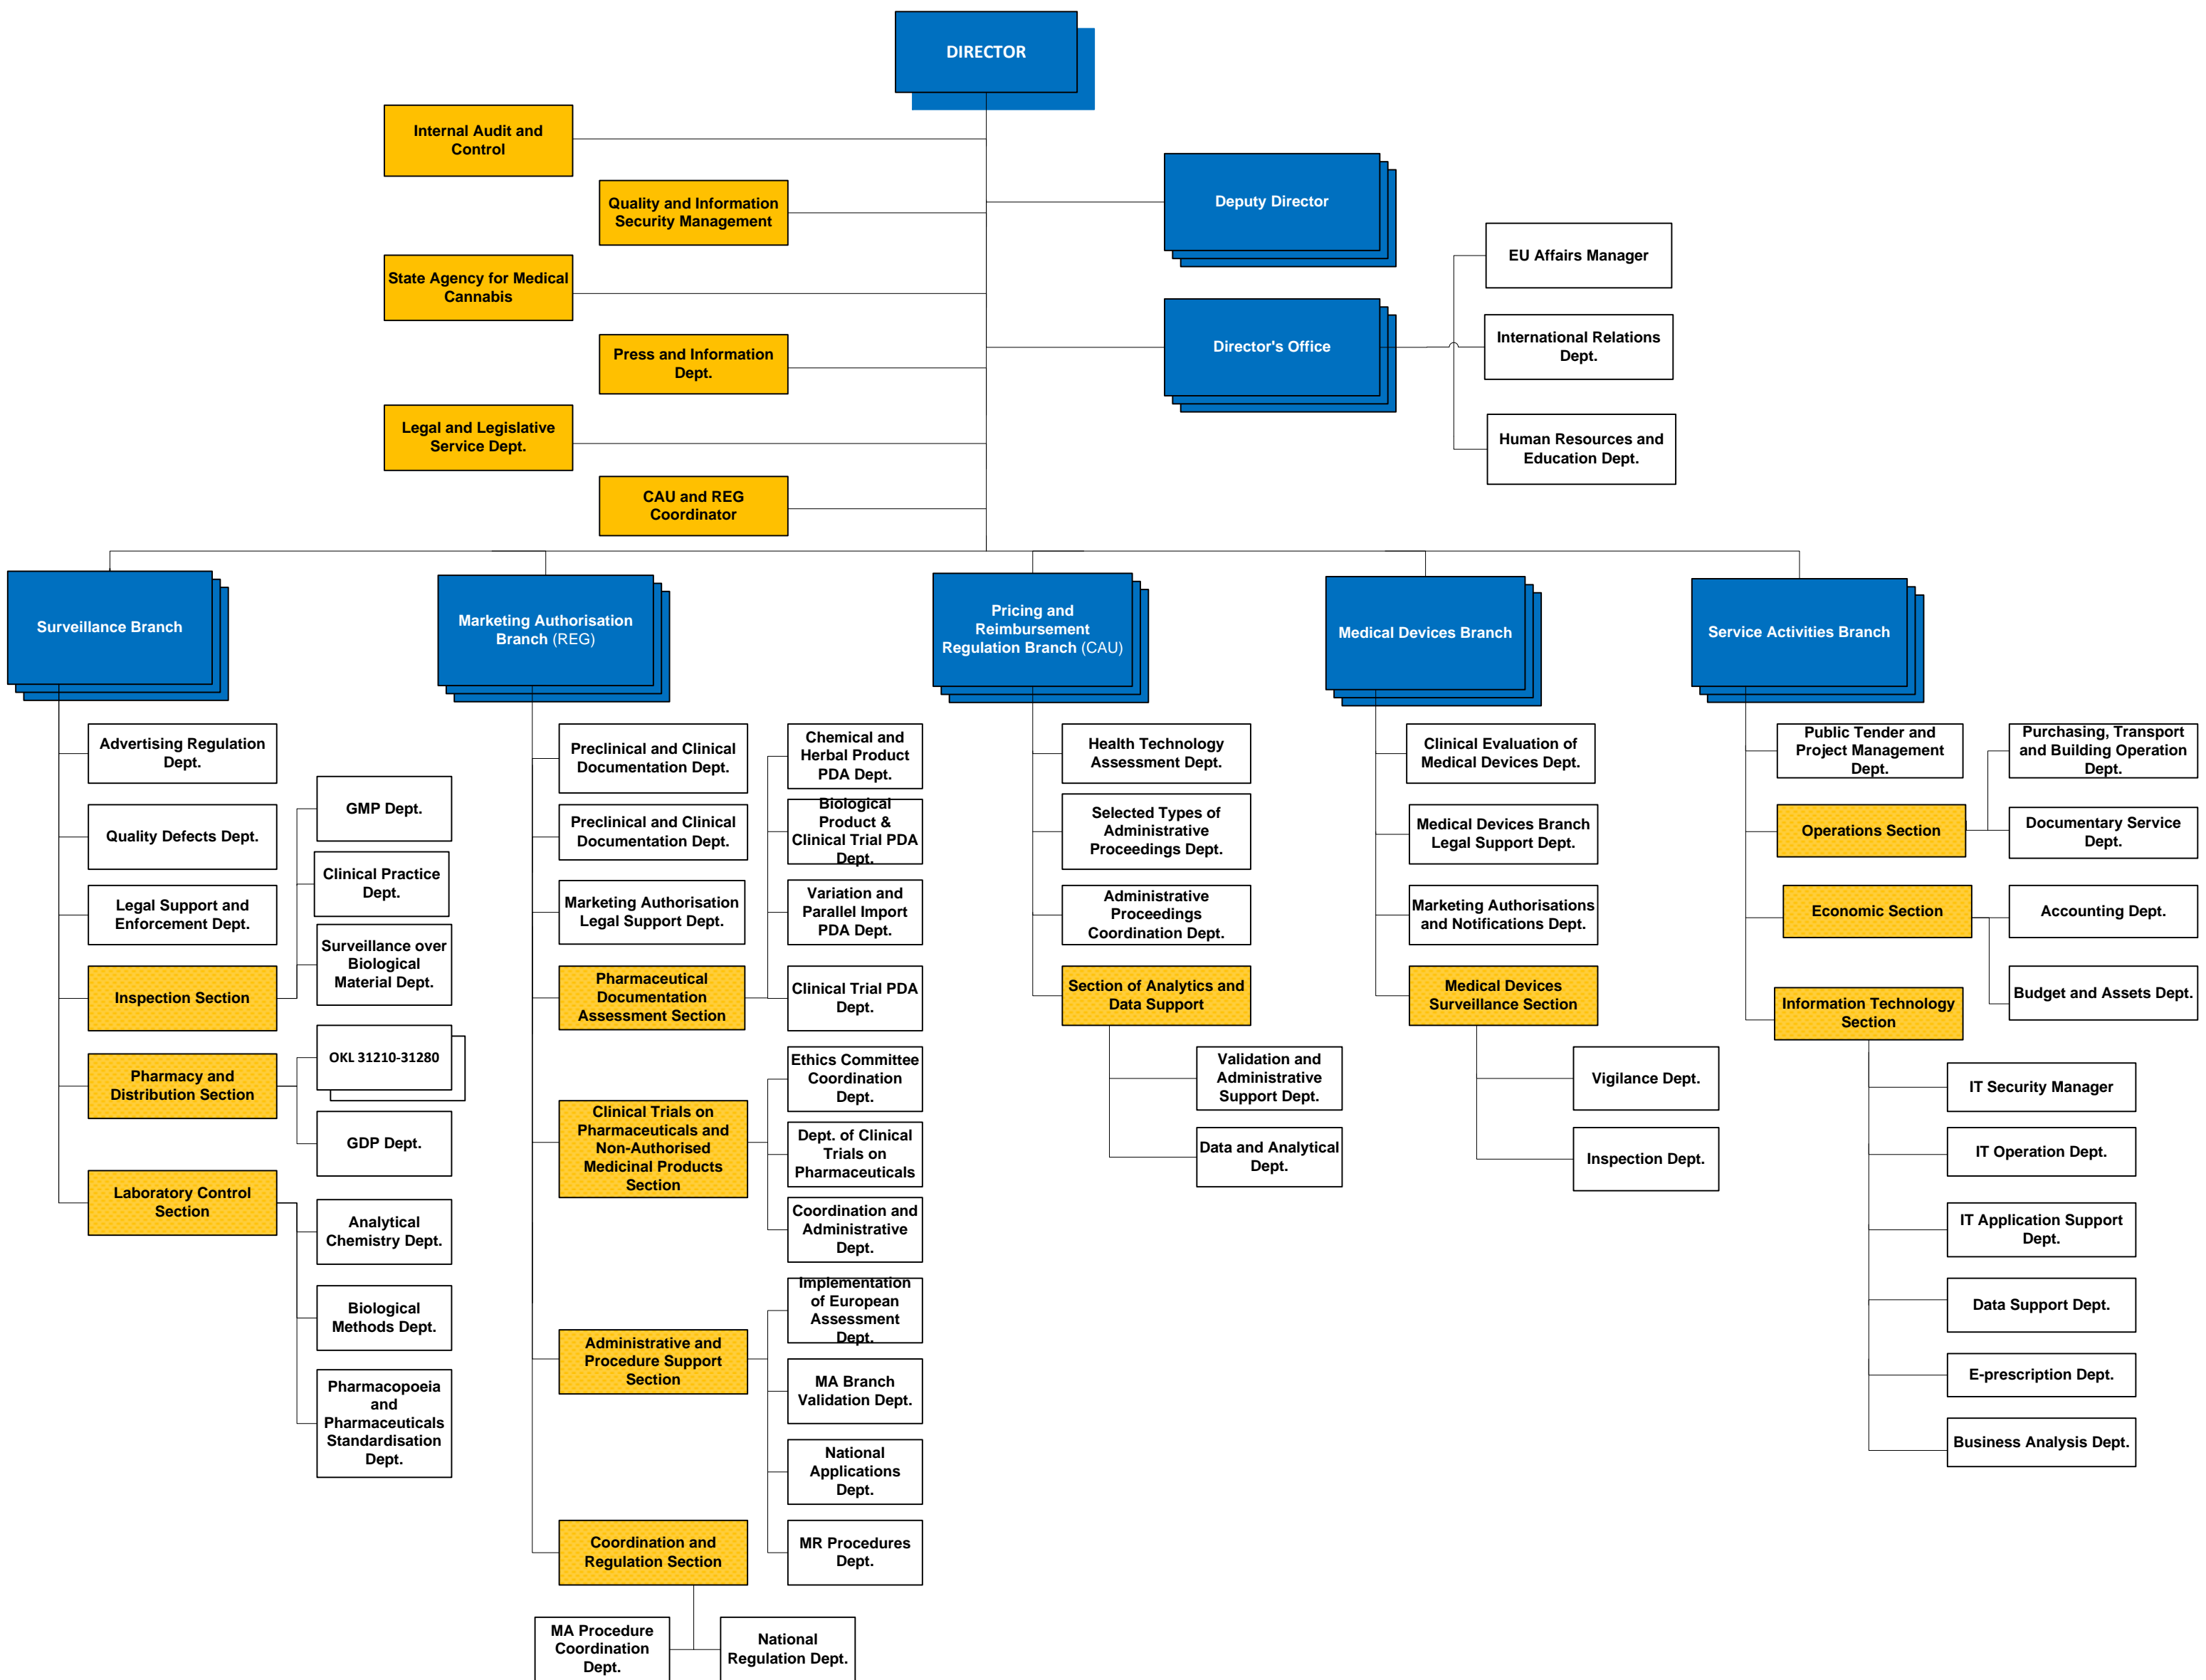 DIRECTOR
Internal Audit and
Control
Quality and Information
Security Management
State Agency for Medical
Cannabis
Press and Information
Dept.
Legal and Legislative
Service Dept.
CAU and REG
Coordinator
Deputy Director
Director's Office
EU Affairs Manager
International Relations
Dept.
Human Resources and
Education Dept.
Surveillance Branch
Advertising Regulation
Dept.
Quality Defects Dept.
Legal Support and
Enforcement Dept.
Inspection Section
GMP Dept.
Clinical Practice
Dept.
Surveillance over
Biological
Material Dept.
Pharmacy and
Distribution Section
OKL 31210-31280
GDP Dept.
Laboratory Control
Section
Analytical
Chemistry Dept.
Biological
Methods Dept.
Pharmacopoeia
and
Pharmaceuticals
Standardisation
Dept.
Marketing Authorisation
Branch (REG)
Preclinical and Clinical
Documentation Dept.
Preclinical and Clinical
Documentation Dept.
Marketing Authorisation
Legal Support Dept.
Pharmaceutical
Documentation
Assessment Section
Chemical and
Herbal Product
PDA Dept.
Biological
Product &
Clinical Trial PDA
Dept.
Variation and
Parallel Import
PDA Dept.
Clinical Trial PDA
Dept.
Clinical Trials on
Pharmaceuticals and
Non-Authorised
Medicinal Products
Section
Ethics Committee
Coordination
Dept.
Dept. of Clinical
Trials on
Pharmaceuticals
Coordination and
Administrative
Dept.
Administrative and
Procedure Support
Section
Implementation
of European
Assessment
Dept.
MA Branch
Validation Dept.
National
Applications
Dept.
MR Procedures
Dept.
Coordination and
Regulation Section
MA Procedure
Coordination
Dept.
National
Regulation Dept.
Pricing and
Reimbursement
Regulation Branch (CAU)
Health Technology
Assessment Dept.
Selected Types of
Administrative
Proceedings Dept.
Administrative
Proceedings
Coordination Dept.
Section of Analytics and
Data Support
Validation and
Administrative
Support Dept.
Data and Analytical
Dept.
Medical Devices Branch
Clinical Evaluation of
Medical Devices Dept.
Medical Devices Branch
Legal Support Dept.
Marketing Authorisations
and Notifications Dept.
Medical Devices
Surveillance Section
Vigilance Dept.
Inspection Dept.
Service Activities Branch
Public Tender and
Project Management
Dept.
Operations Section
Purchasing, Transport
and Building Operation
Dept.
Documentary Service
Dept.
Economic Section
Accounting Dept.
Budget and Assets Dept.
Information Technology
Section
IT Security Manager
IT Operation Dept.
IT Application Support
Dept.
Data Support Dept.
E-prescription Dept.
Business Analysis Dept.